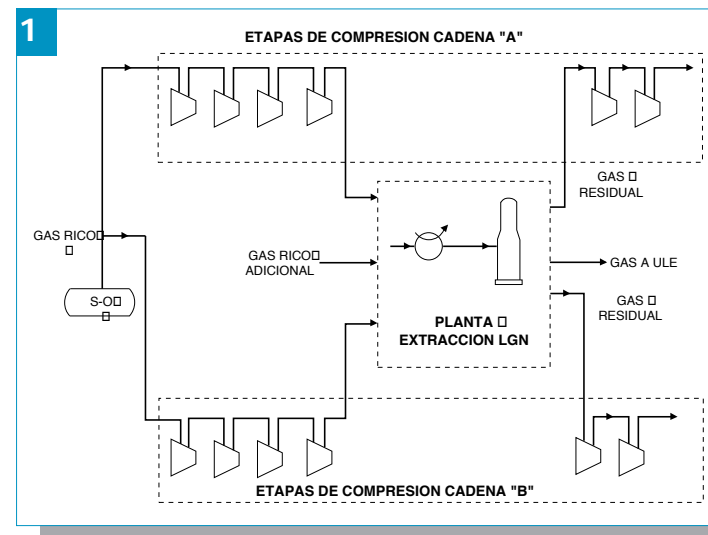 1
ETAPAS DE COMPRESION CADENA "A"
GAS □
RESIDUAL
GAS RICO□
□
GAS RICO□
ADICIONAL
GAS A ULE
S-O□
□
GAS □
RESIDUAL
PLANTA □
EXTRACCION LGN
ETAPAS DE COMPRESION CADENA "B"